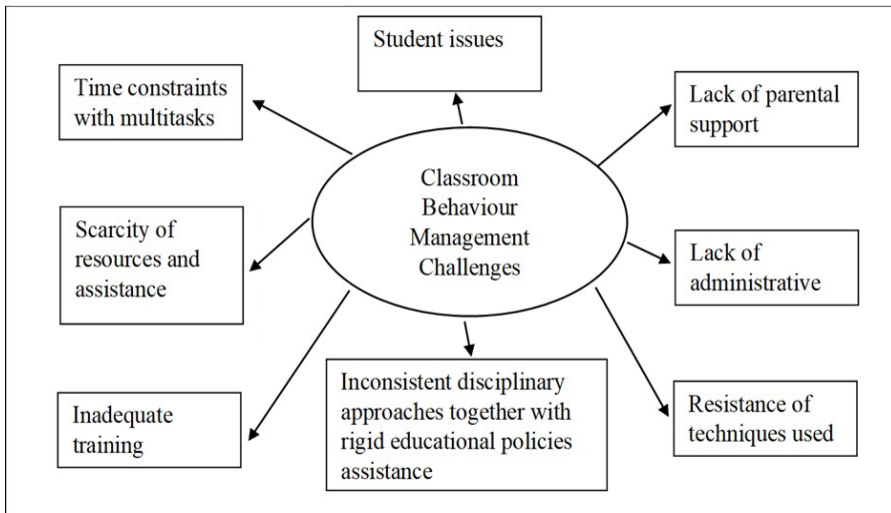 Student issues
Time constraints
with multitasks
Lack of parental
support
Classroom
Behaviour
Management
Challenges
Scarcity of
resources and
assistance
Lack of
administrative
Inadequate
training
Inconsistent disciplinary
approaches together with
rigid educational policies
assistance
Resistance of
techniques used